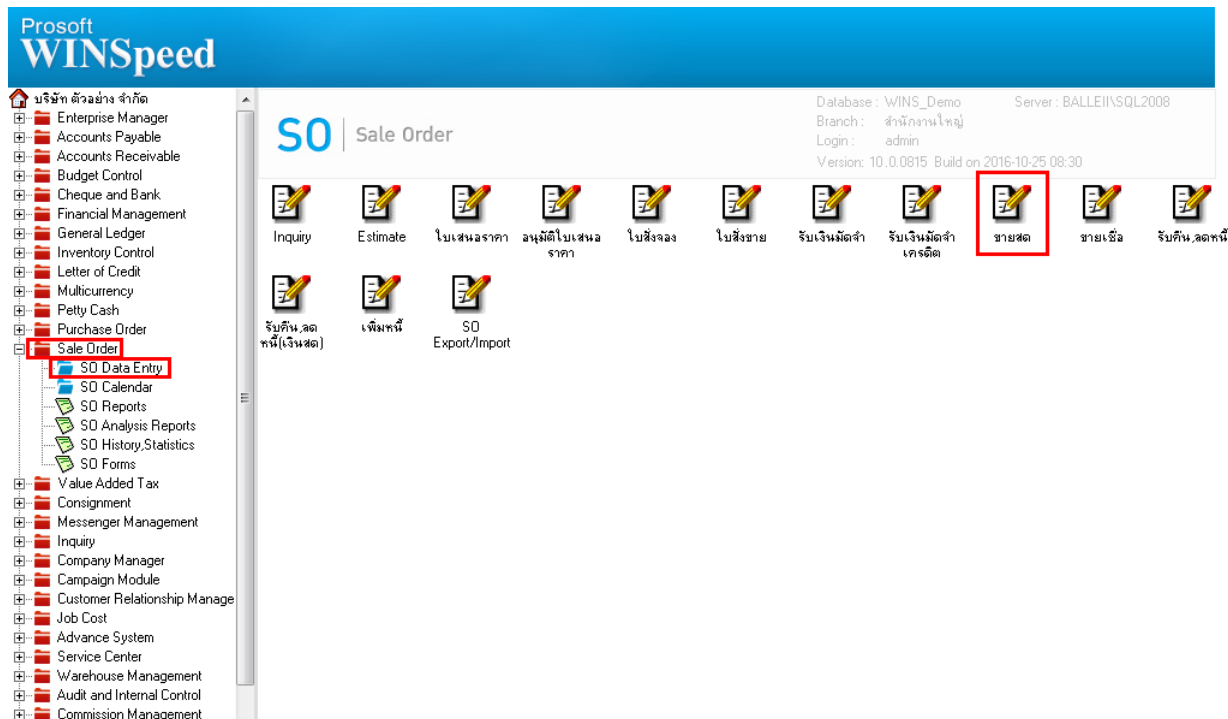 Prosoft
WINSpeed
บริษัท ตัวอย่าง จำกัด
Enterprise Manager
Accounts Payable
Accounts Receivable
Budget Control
Cheque and Bank
Financial Management
General Ledger
Inventory Control
Letter of Credit
Multicurrency
Petty Cash
Purchase Order
Sale Order
SO Data Entry
SO Calendar
SO Reports
SO Analysis Reports
SO History,Statistics
SO Forms
Value Added Tax
Consignment
Messenger Management
Inquiry
Company Manager
Campaign Module
Customer Relationship Manage
Job Cost
Advance System
Service Center
Warehouse Management
Audit and Internal Control
Commission Management
SO Sale Order
Database : WINS_Demo Server : BALLEII\SQL2008
Branch : สำนักงานใหญ่
Login : admin
Version: 10.0.0815 Build on 2016-10-25 08:30
Inquiry
Estimate
ใบเสนอราคา
อนุมัติใบเสนอ
ราคา
ใบสั่งจอง
ใบสั่งขาย
รับเงินมัดจำ
รับเงินมัดจำ
เครดิต
ขายสด
ขายเชื่อ
รับคืน,ลดหนี้
รับคืน,ลด
หนี้(เงินสด)
เพิ่มหนี้
SO
Export/Import